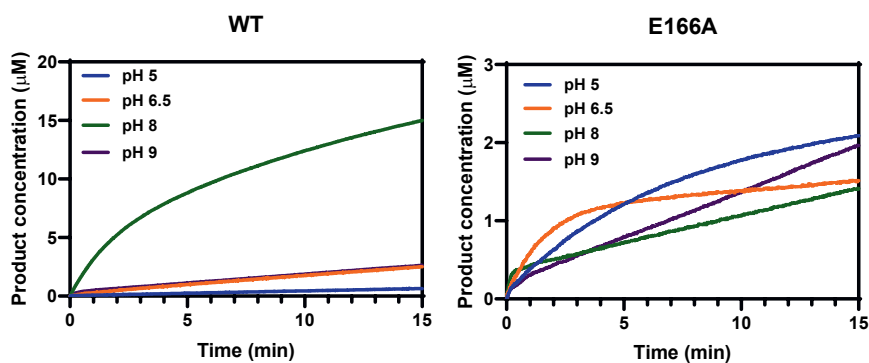 WT
Product concentration (μM)
20
15
10
5
0
pH 5
pH 6.5
pH 8
pH 9
0 5 10 15
Time (min)
E166A
Product concentration (μM)
3
2
1
0
pH 5
pH 6.5
pH 8
pH 9
0 5 10 15
Time (min)